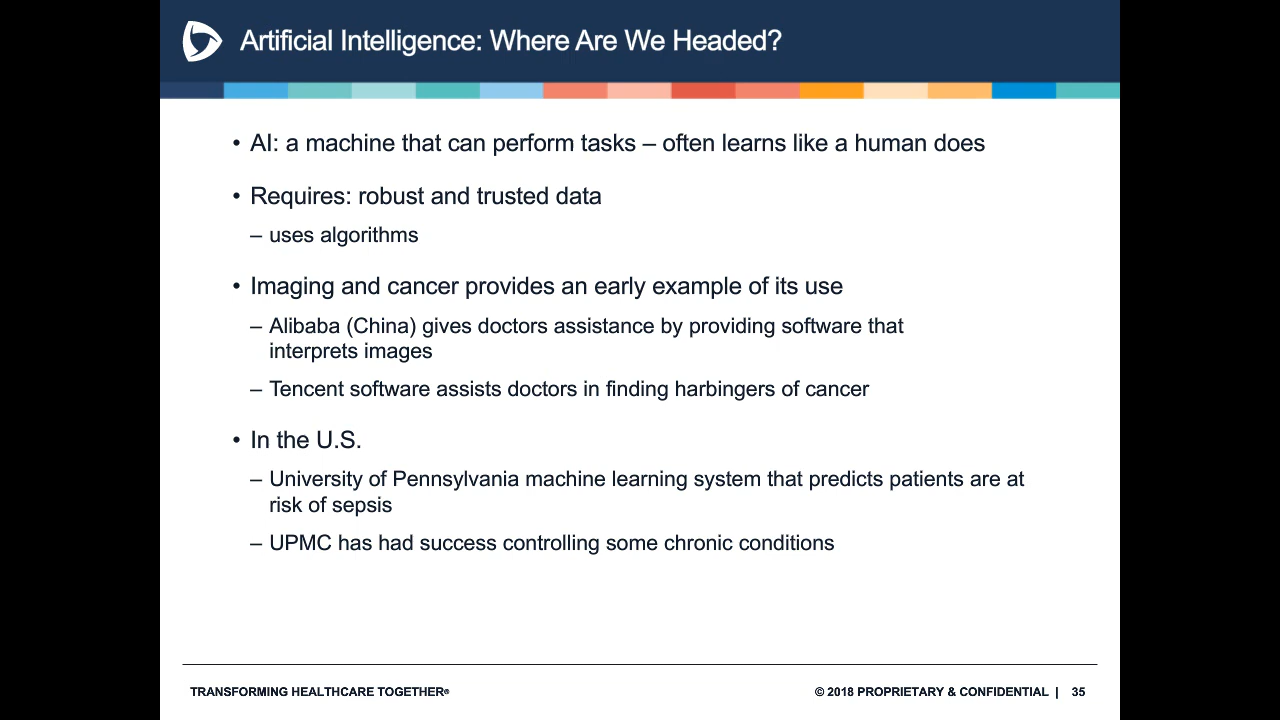 Artificial Intelligence: Where Are We Headed?
• AI: a machine that can perform tasks – often learns like a human does
• Requires: robust and trusted data
– uses algorithms
• Imaging and cancer provides an early example of its use
– Alibaba (China) gives doctors assistance by providing software that
interprets images
– Tencent software assists doctors in finding harbingers of cancer
• In the U.S.
– University of Pennsylvania machine learning system that predicts patients are at
risk of sepsis
– UPMC has had success controlling some chronic conditions
TRANSFORMING HEALTHCARE TOGETHER® © 2018 PROPRIETARY & CONFIDENTIAL | 35